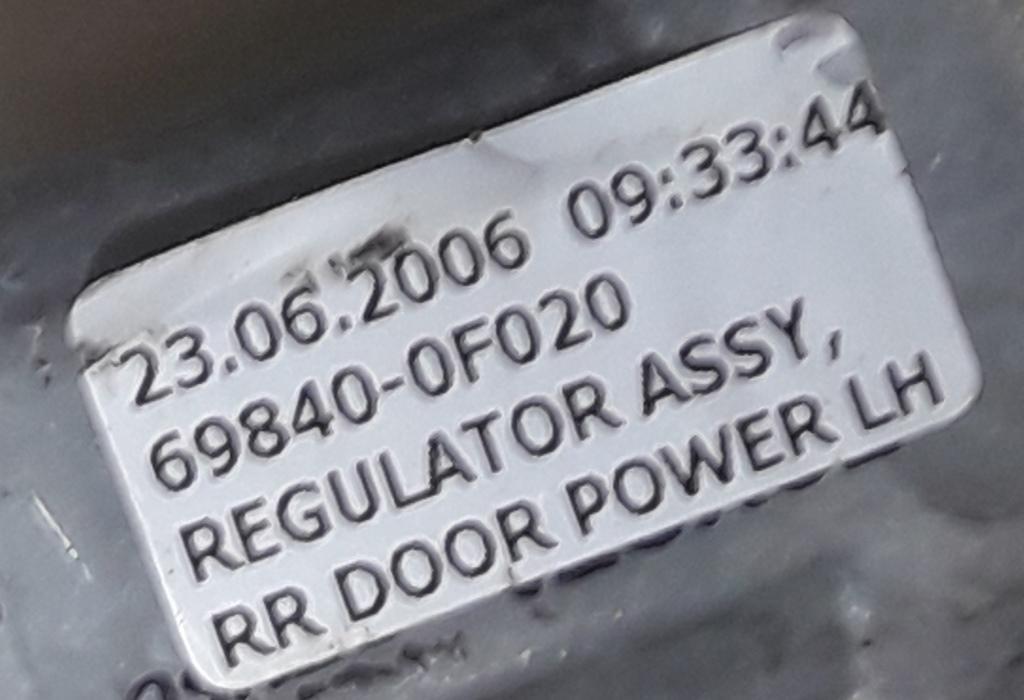 23.06.2006 09:33:44
69840-0F020
REGULATOR ASSY,
RR DOOR POWER LH